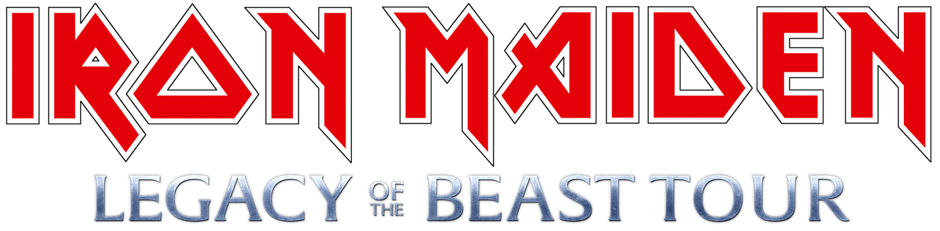 IRON MAIDEN
LEGACY OF THE BEAST TOUR